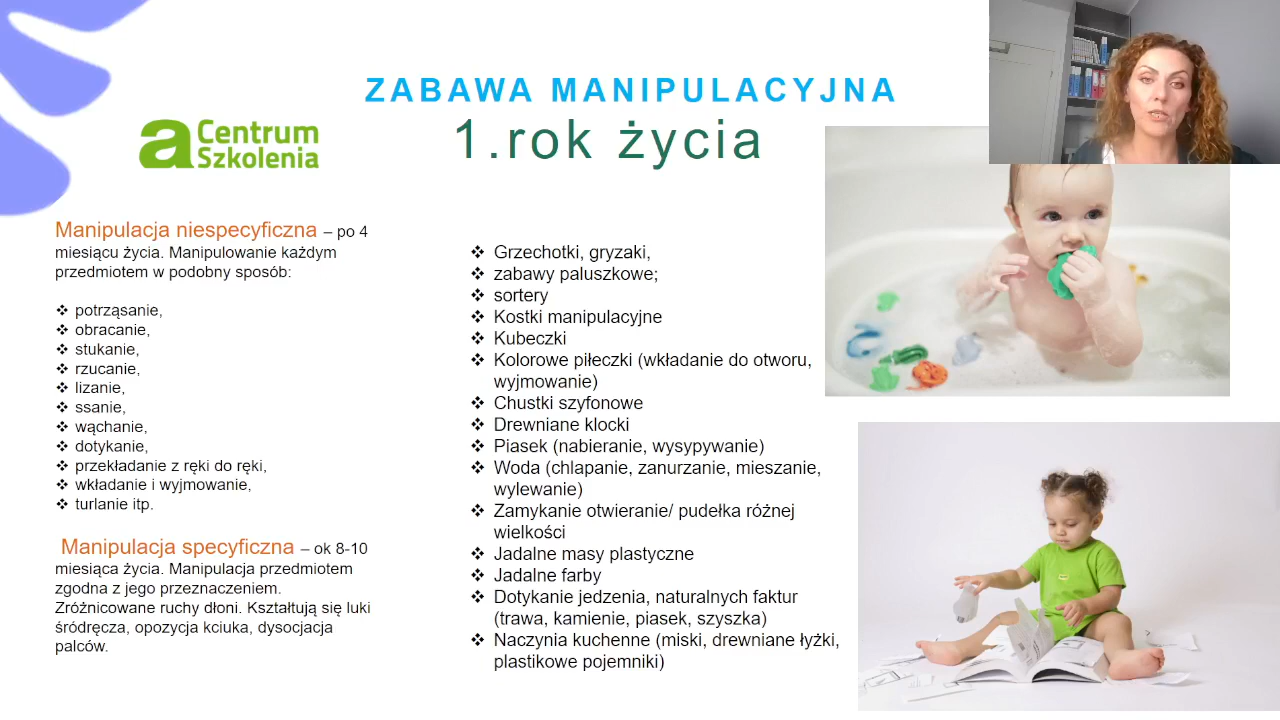 ZABAWA MANIPULACYJNA
1.rok życia
a Centrum
Szkolenia
Manipulacja niespecyficzna – po 4
miesiącu życia. Manipulowanie każdym
przedmiotem w podobny sposób:
❖ potrząsanie,
❖ obracanie,
❖ stukanie,
❖ rzucanie,
❖ lizanie,
❖ ssanie,
❖ wąchanie,
❖ dotykanie,
❖ przekładanie z ręki do ręki,
❖ wkładanie i wyjmowanie,
❖ turlanie itp.
Manipulacja specyficzna – ok 8-10
miesiąca życia. Manipulacja przedmiotem
zgodna z jego przeznaczeniem.
Zróżnicowane ruchy dłoni. Kształtują się luki
śródręcza, opozycja kciuka, dysocjacja
palców.
❖ Grzechotki, gryzaki,
❖ zabawy paluszkowe;
❖ sortery
❖ Kostki manipulacyjne
❖ Kubeczki
❖ Kolorowe piłeczki (wkładanie do otworu,
wyjmowanie)
❖ Chustki szyfonowe
❖ Drewniane klocki
❖ Piasek (nabieranie, wysypywanie)
❖ Woda (chlapanie, zanurzanie, mieszanie,
wylewanie)
❖ Zamykanie otwieranie/ pudełka różnej
wielkości
❖ Jadalne masy plastyczne
❖ Jadalne farby
❖ Dotykanie jedzenia, naturalnych faktur
(trawa, kamienie, piasek, szyszka)
❖ Naczynia kuchenne (miski, drewniane łyżki,
plastikowe pojemniki)